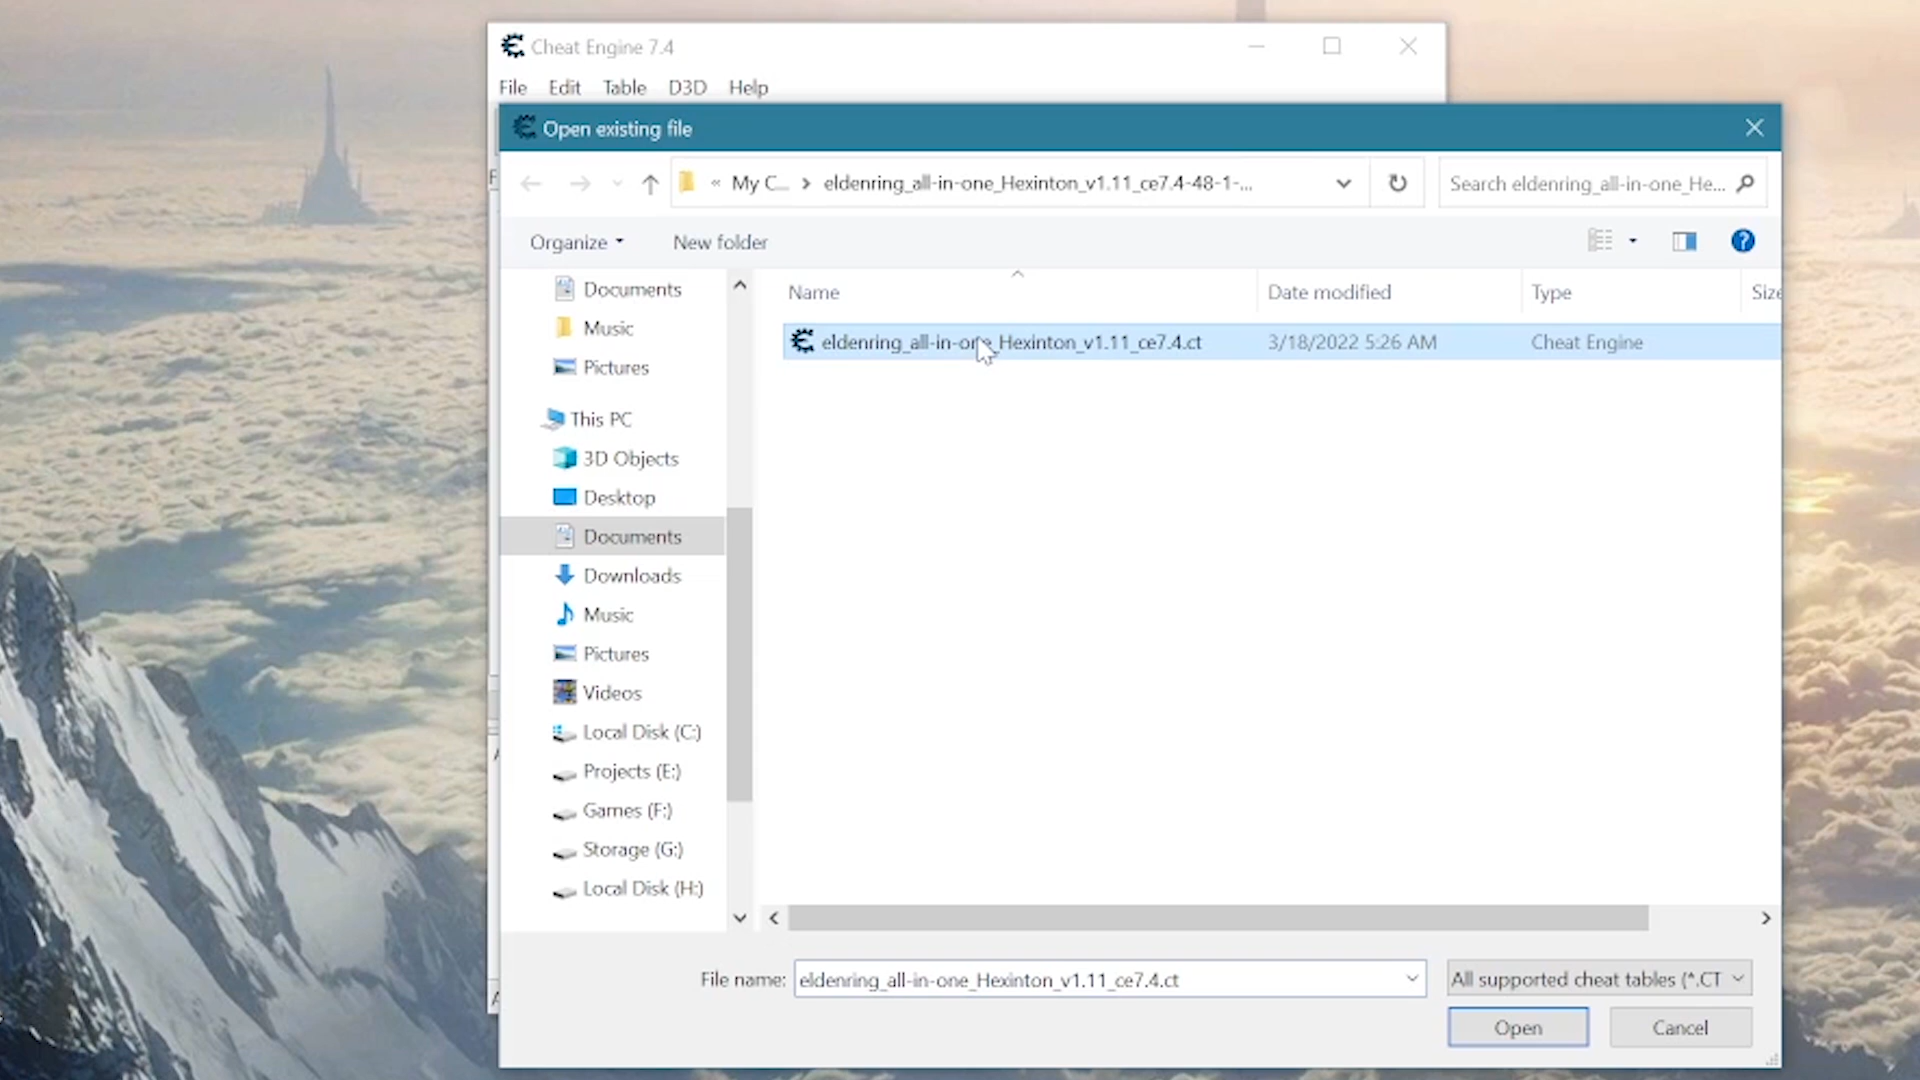 Cheat Engine 7.4
File Edit Table D3D Help
Open existing file
« My C... > eldenring_all-in-one_Hexinton_v1.11_ce7.4-48-1-...
Search eldenring_all-in-one_He...
Organize New folder
?
Name Date modified Type Size
eldenring_all-in-one_Hexinton_v1.11_ce7.4.ct 3/18/2022 5:26 AM Cheat Engine
Documents
Music
Pictures
This PC
3D Objects
Desktop
Documents
Downloads
Music
Pictures
Videos
Local Disk (C:)
Projects (E:)
Games (F:)
Storage (G:)
Local Disk (H:)
File name: eldenring_all-in-one_Hexinton_v1.11_ce7.4.ct
All supported cheat tables (*.CT
Open Cancel